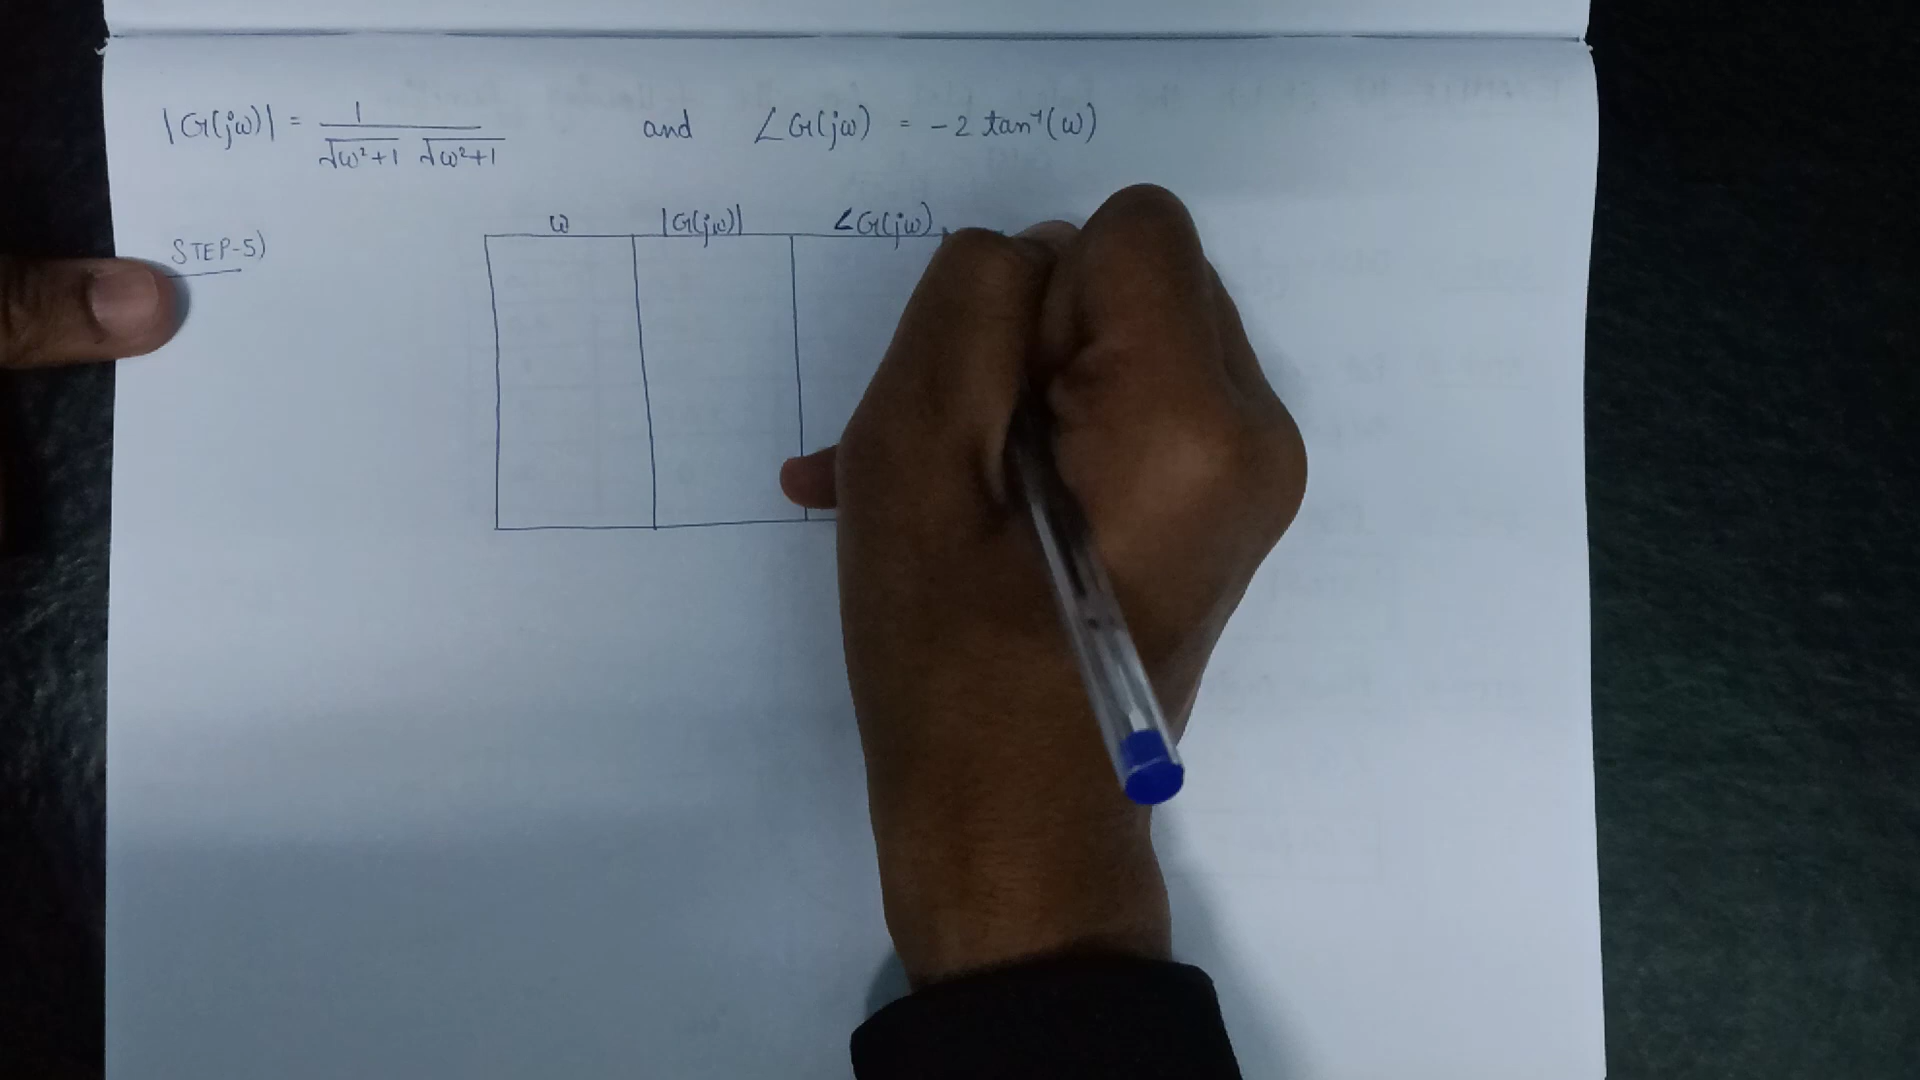 |G(jω)| = 1 / √ω²+1 √ω²+1 and ∠G(jω) = -2 tan⁻¹(ω)
STEP-5)
ω |G(jω)| ∠G(jω)